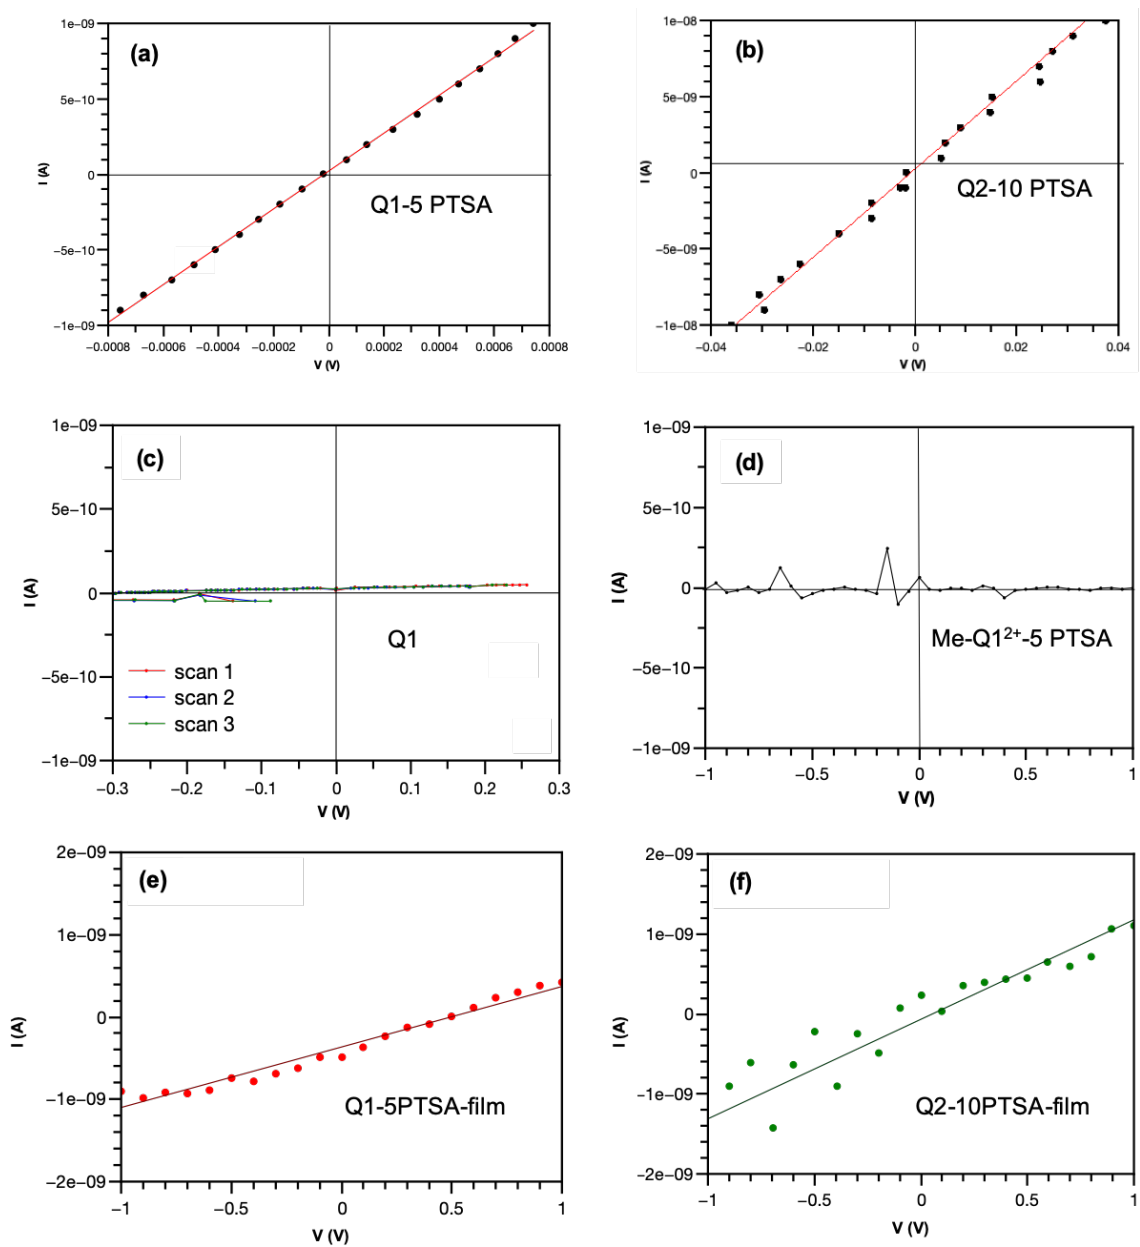 (a)
1e−09
5e−10
0
−5e−10
−1e−09
I (A)
Q1-5 PTSA
−0.0008 −0.0006 −0.0004 −0.0002 0 0.0002 0.0004 0.0006 0.0008
V (V)
(b)
1e−08
5e−09
0
−5e−09
−1e−08
I (A)
Q2-10 PTSA
−0.04 −0.02 0 0.02 0.04
V (V)
(c)
1e−09
5e−10
0
−5e−10
−1e−09
I (A)
Q1
scan 1
scan 2
scan 3
−0.3 −0.2 −0.1 0 0.1 0.2 0.3
V (V)
(d)
1e−09
5e−10
0
−5e−10
−1e−09
I (A)
Me-Q1²⁺-5 PTSA
−1 −0.5 0 0.5 1
V (V)
(e)
2e−09
1e−09
0
−1e−09
−2e−09
I (A)
Q1-5PTSA-film
−1 −0.5 0 0.5 1
V (V)
(f)
2e−09
1e−09
0
−1e−09
−2e−09
I (A)
Q2-10PTSA-film
−1 −0.5 0 0.5 1
V (V)